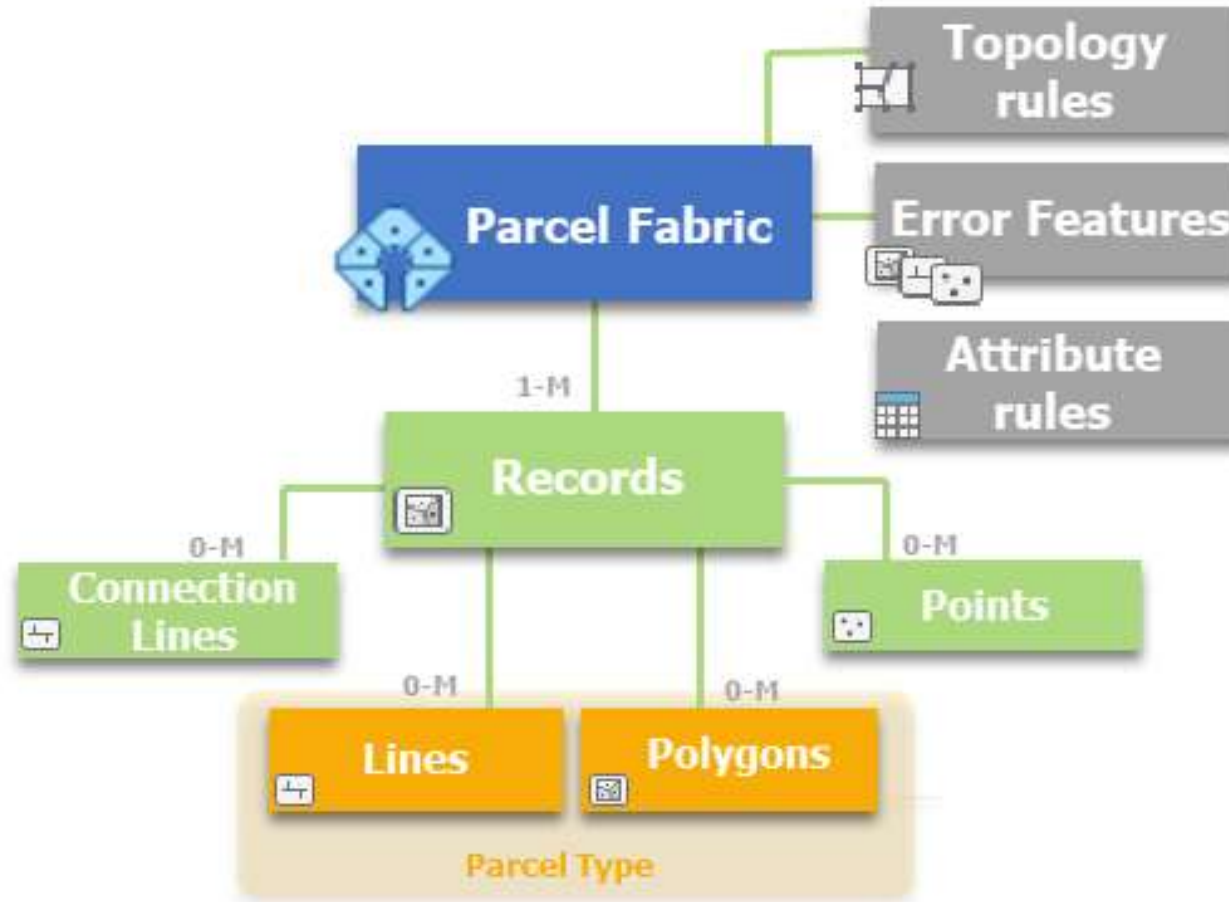 Topology
rules
Parcel Fabric
Error Features
Attribute
rules
1-M
Records
0-M
0-M
Connection
Lines
Points
0-M
0-M
Lines
Polygons
Parcel Type